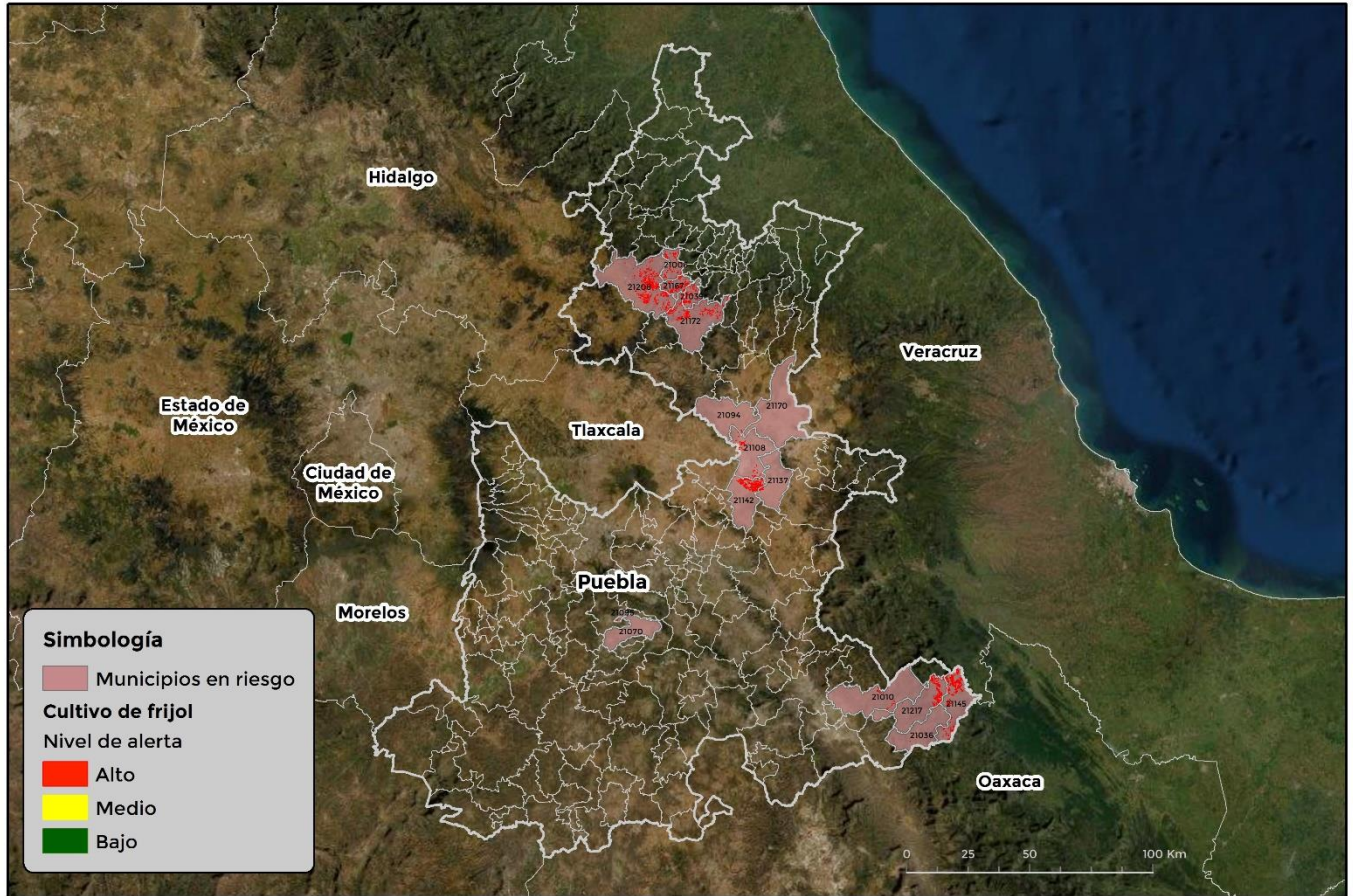 Hidalgo
2100
21208
21167
21039
21172
Veracruz
21170
21094
Estado de
México
Tlaxcala
21108
Ciudad de
México
21137
21142
Puebla
Morelos
21070
21010
21217
21145
21036
Oaxaca
Simbología
Municipios en riesgo
Cultivo de frijol
Nivel de alerta
Alto
Medio
Bajo
0 25 50 100 Km